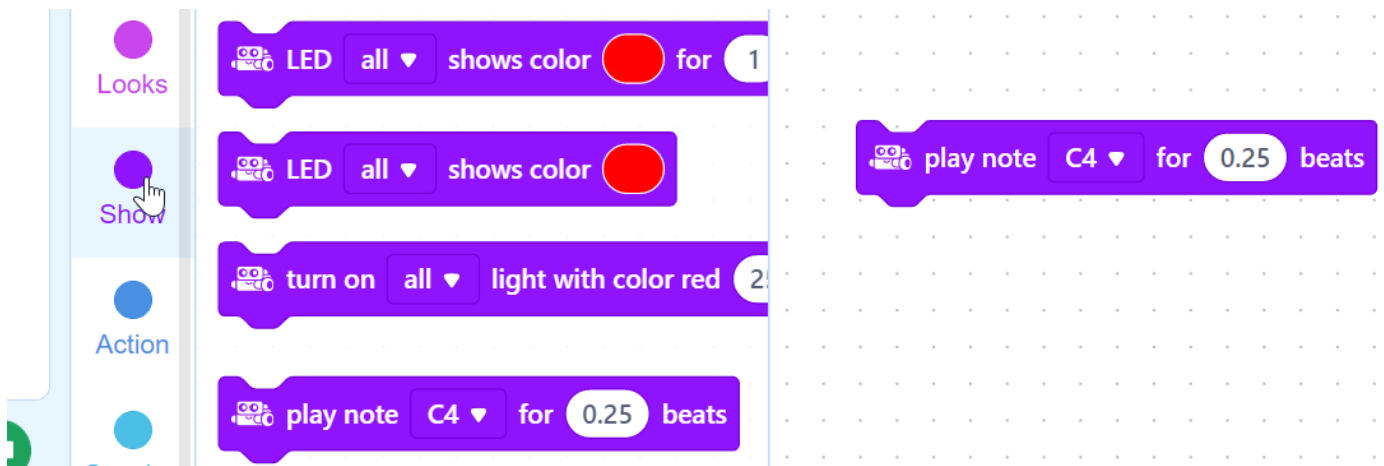 Looks
Show
Action
LED all ▼ shows color for 1
LED all ▼ shows color
turn on all ▼ light with color red
play note C4 ▼ for 0.25 beats
play note C4 ▼ for 0.25 beats